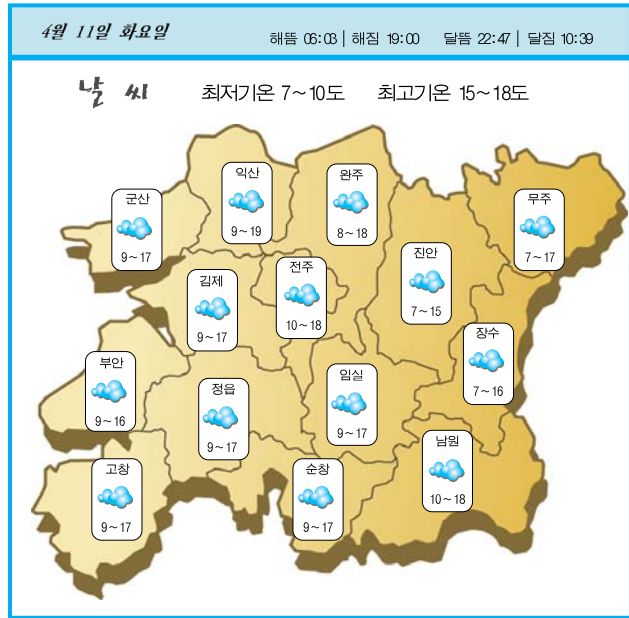 4월 11일 화요일
해뜸 06:03 | 해짐 19:00 달뜸 22:47 | 달짐 10:39
날 씨 최저기온 7~10도 최고기온 15~18도
익산
9~19
완주
8~18
군산
9~17
무주
7~17
진안
7~15
전주
10~18
김제
9~17
장수
7~16
부안
9~16
임실
9~17
정읍
9~17
남원
10~18
고창
9~17
순창
9~17